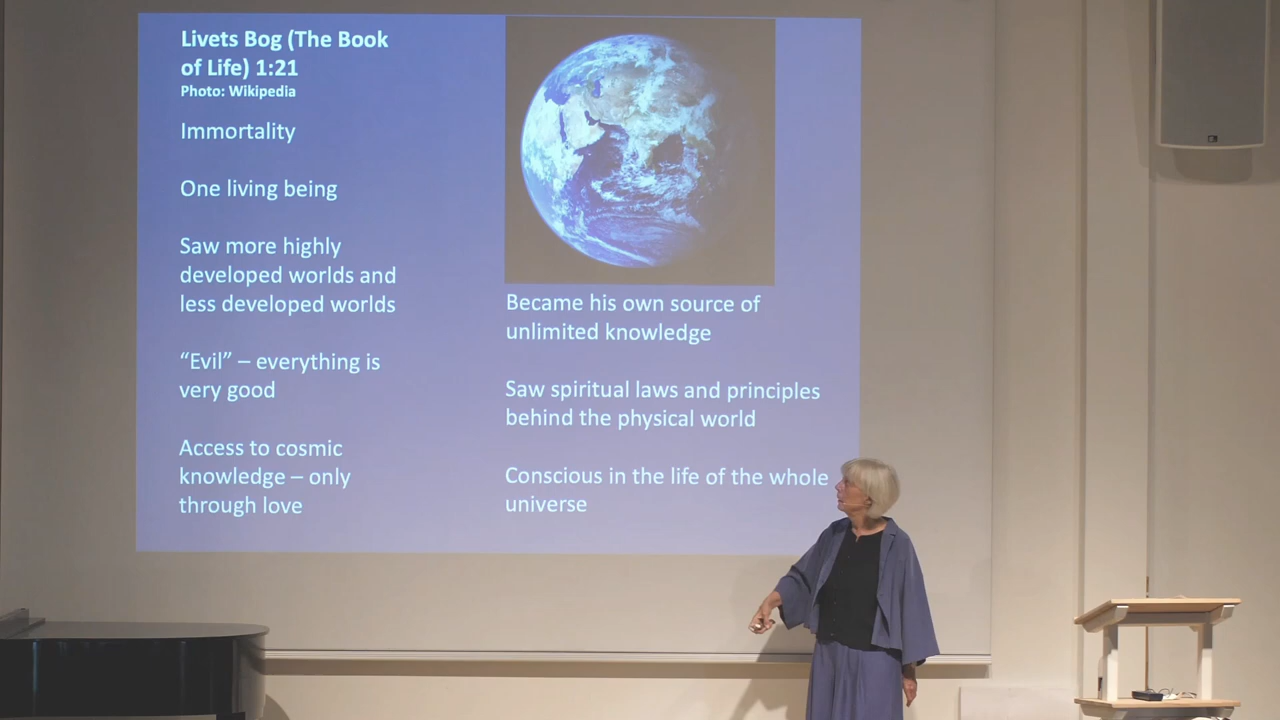 Livets Bog (The Book
of Life) 1:21
Photo: Wikipedia
Immortality
One living being
Saw more highly
developed worlds and
less developed worlds
“Evil” – everything is
very good
Access to cosmic
knowledge – only
through love
Became his own source of
unlimited knowledge
Saw spiritual laws and principles
behind the physical world
Conscious in the life of the whole
universe